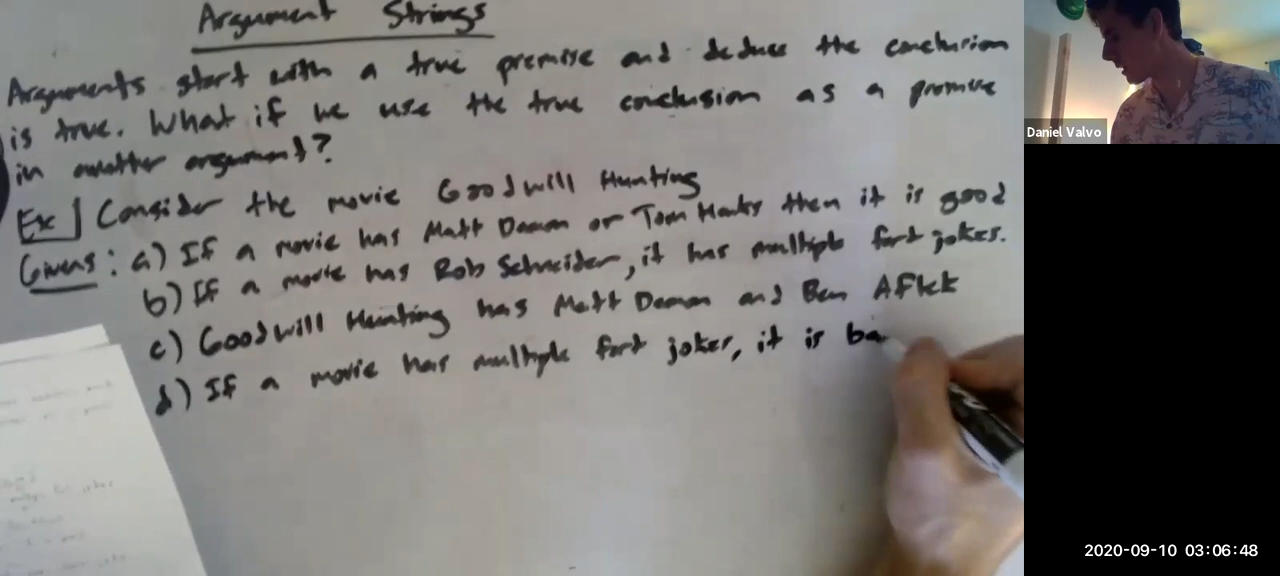 Argument Strings
Arguments start with a true premise and deduce the conclusion
is true. What if we use the true conclusion as a premise
in another argument?
Ex] Consider the movie Goodwill Hunting
Givens: a) If a movie has Matt Damon or Tom Hanks then it is good
b) If a movie has Rob Schneider, it has multiple fart jokes.
c) Goodwill Hunting has Matt Damon and Ben Aflek
d) If a movie has multiple fart jokes, it is ba
Daniel Valvo
2020-09-10 03:06:48